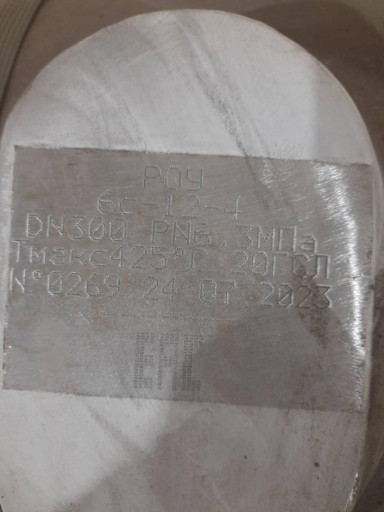 РОУ
6с-12-4
DN300 PN6.3МПа
Тмакс425°С 20ГСЛ
№0269 24 07 2023
<------
ЕАС